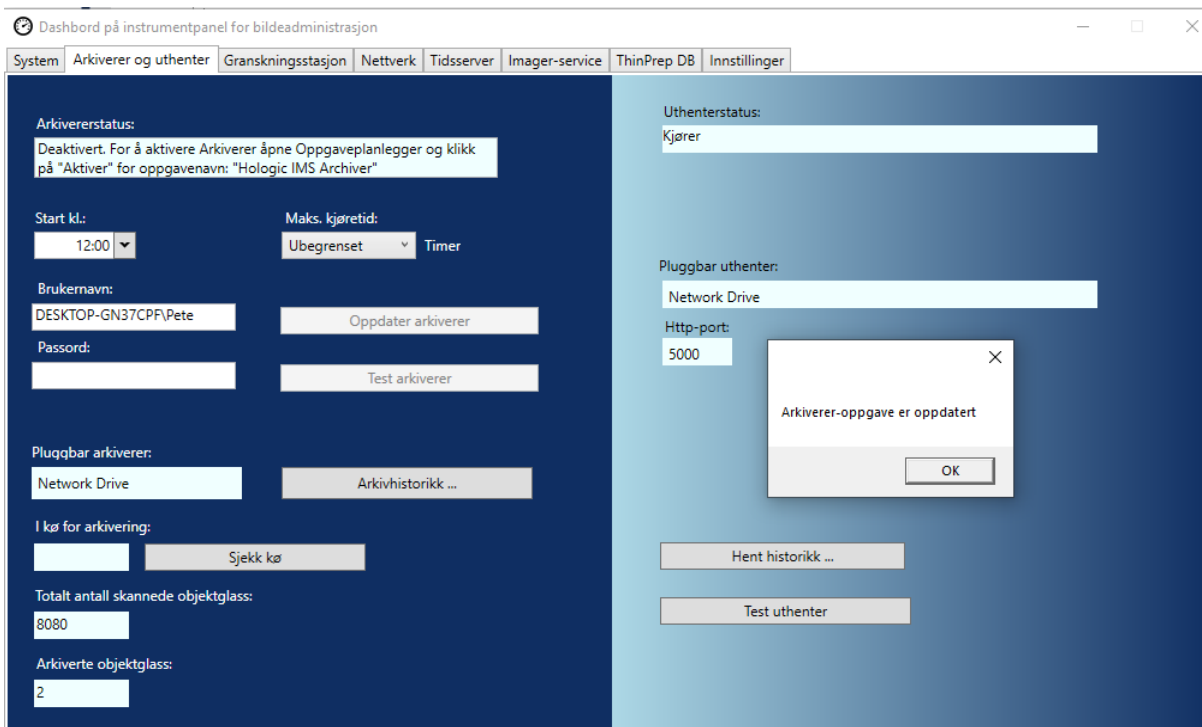 Dashbord på instrumentpanel for bildeadministrasjon
System Arkiverer og uthenter Granskningsstasjon Nettverk Tidsserver Imager-service ThinPrep DB Innstillinger
Arkivererstatus:
Deaktivert. For å aktivere Arkiverer åpne Oppgaveplanlegger og klikk
på "Aktiver" for oppgavenavn: "Hologic IMS Archiver"
Start kl.:
12:00
Maks. kjøretid:
Ubegrenset
Timer
Brukernavn:
DESKTOP-GN37CPF\Pete
Oppdater arkiverer
Passord:
Test arkiverer
Pluggbar arkiverer:
Network Drive
Arkivhistorikk ...
I kø for arkivering:
Sjekk kø
Totalt antall skannede objektglass:
8080
Arkiverte objektglass:
2
Uthenterstatus:
Kjører
Pluggbar uthenter:
Network Drive
Http-port:
5000
Arkiverer-oppgave er oppdatert
OK
Hent historikk ...
Test uthenter